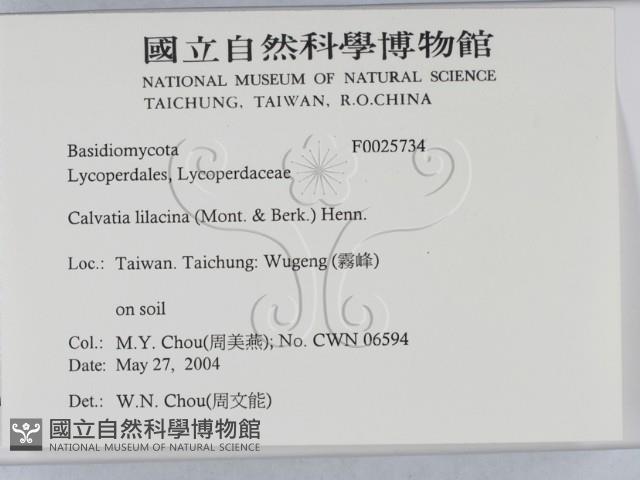 國立自然科學博物館
NATIONAL MUSEUM OF NATURAL SCIENCE
TAICHUNG, TAIWAN, R.O.CHINA
Basidiomycota F0025734
Lycoperdales, Lycoperdaceae
Calvatia lilacina (Mont. & Berk.) Henn.
Loc.: Taiwan. Taichung: Wugeng (霧峰)
on soil
Col.: M.Y. Chou(周美燕); No. CWN 06594
Date: May 27, 2004
Det.: W.N. Chou(周文能)
國立自然科學博物館
NATIONAL MUSEUM OF NATURAL SCIENCE